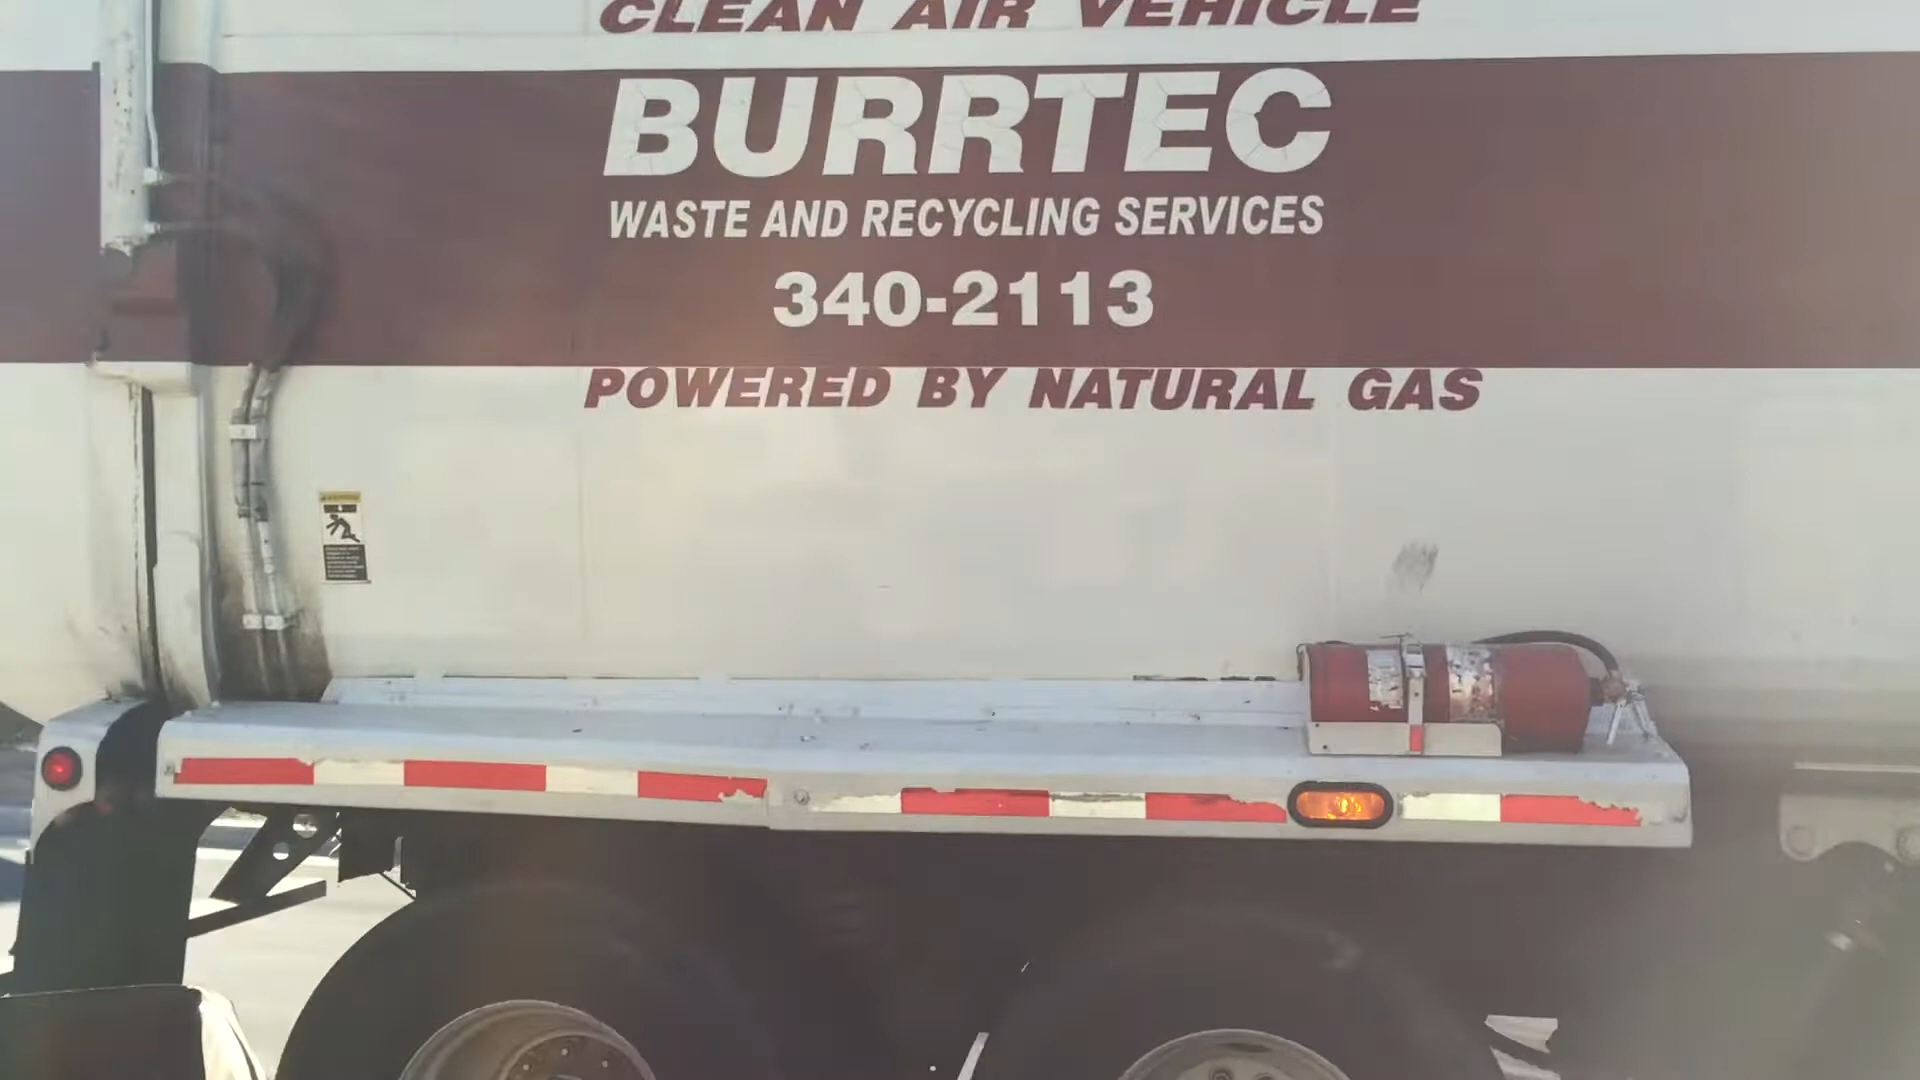 CLEAN AIR VEHICLE
BURRTEC
WASTE AND RECYCLING SERVICES
340-2113
POWERED BY NATURAL GAS